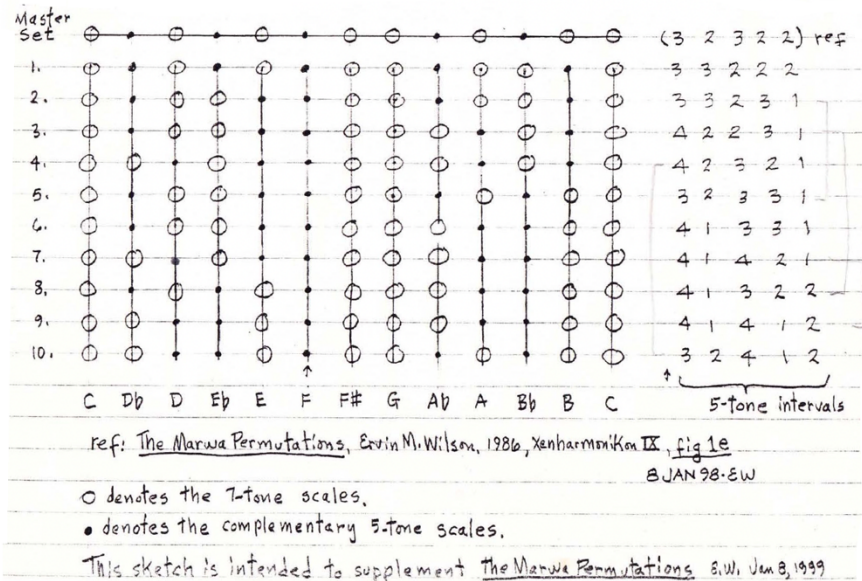 Master
Set (3 2 3 2 2) ref
1. 3 3 2 2 2
2. 3 3 2 3 1
3. 4 2 2 3 1
4. 4 2 3 2 1
5. 3 2 3 3 1
6. 4 1 3 3 1
7. 4 1 4 2 1
8. 4 1 3 2 2
9. 4 1 4 1 2
10. 3 2 4 1 2
C Db D Eb E F F# G Ab A Bb B C 5-tone intervals
ref: The Marwa Permutations, Ervin M. Wilson, 1986, Xenharmonikon IX, fig 1e
8 JAN 98·EW
O denotes the 7-tone scales.
• denotes the complementary 5-tone scales.
This sketch is intended to supplement The Marwa Permutations E.W. Jan 8, 1999